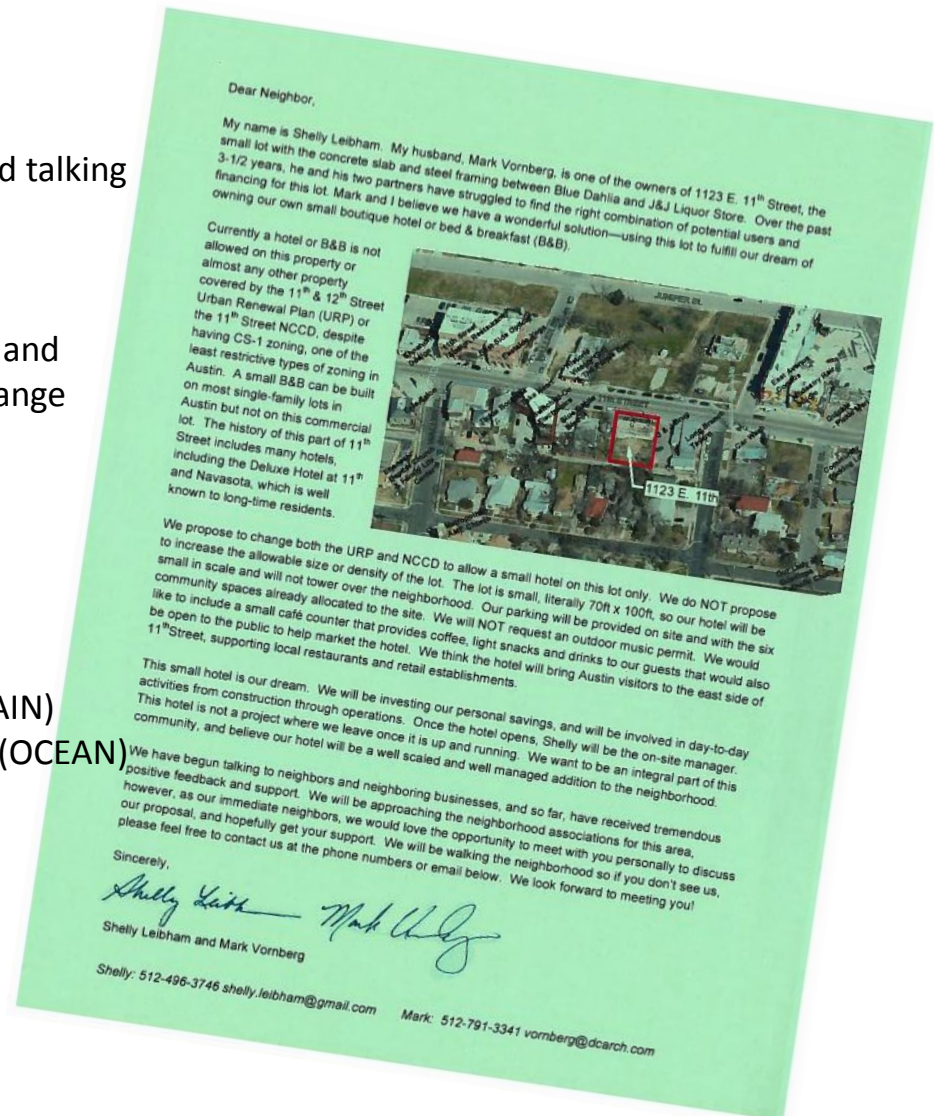 d talking
and
ange
AIN)
(OCEAN)
Dear Neighbor,
My name is Shelly Leibham. My husband, Mark Vornberg, is one of the owners of 1123 E. 11th Street, the
small lot with the concrete slab and steel framing between Blue Dahlia and J&J Liquor Store. Over the past
3-1/2 years, he and his two partners have struggled to find the right combination of potential users and
financing for this lot. Mark and I believe we have a wonderful solution—using this lot to fulfill our dream of
owning our own small boutique hotel or bed & breakfast (B&B).
Currently a hotel or B&B is not
allowed on this property or
almost any other property
covered by the 11th & 12th Street
Urban Renewal Plan (URP) or
the 11th Street NCCD, despite
having CS-1 zoning, one of the
least restrictive types of zoning in
Austin. A small B&B can be built
on most single-family lots in
Austin but not on this commercial
lot. The history of this part of 11th
Street includes many hotels,
including the Deluxe Hotel at 11th
and Navasota, which is well
known to long-time residents.
JUNIPER
1123 E. 11th
We propose to change both the URP and NCCD to allow a small hotel on this lot only. We do NOT propose
to increase the allowable size or density of the lot. The lot is small, literally 70ft x 100ft, so our hotel will be
small in scale and will not tower over the neighborhood. Our parking will be provided on site and with the six
community spaces already allocated to the site. We will NOT request an outdoor music permit. We would
like to include a small café counter that provides coffee, light snacks and drinks to our guests that would also
be open to the public to help market the hotel. We think the hotel will bring Austin visitors to the east side of
11thStreet, supporting local restaurants and retail establishments.
This small hotel is our dream. We will be investing our personal savings, and will be involved in day-to-day
activities from construction through operations. Once the hotel opens, Shelly will be the on-site manager.
This hotel is not a project where we leave once it is up and running. We want to be an integral part of this
community, and believe our hotel will be a well scaled and well managed addition to the neighborhood.
We have begun talking to neighbors and neighboring businesses, and so far, have received tremendous
positive feedback and support. We will be approaching the neighborhood associations for this area,
however, as our immediate neighbors, we would love the opportunity to meet with you personally to discuss
our proposal, and hopefully get your support. We will be walking the neighborhood so if you don't see us,
please feel free to contact us at the phone numbers or email below. We look forward to meeting you!
Sincerely,
Shelly Leibham and Mark Vornberg
Shelly: 512-496-3746 shelly.leibham@gmail.com Mark: 512-791-3341 vornberg@dcarch.com